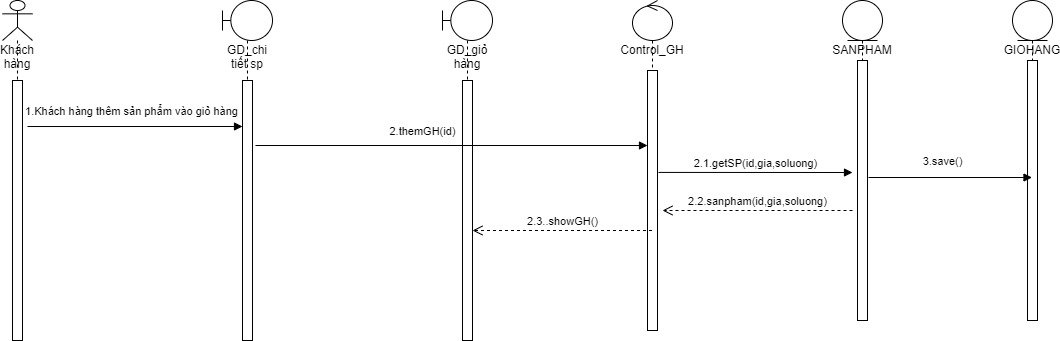 Khách
hàng
GD_chi
tiết sp
GD_giỏ
hàng
Control_GH
SANPHAM
GIOHANG
1.Khách hàng thêm sản phẩm vào giỏ hàng
2.themGH(id)
2.1.getSP(id,gia,soluong)
3.save()
2.2.sanpham(id,gia,soluong)
2.3..showGH()